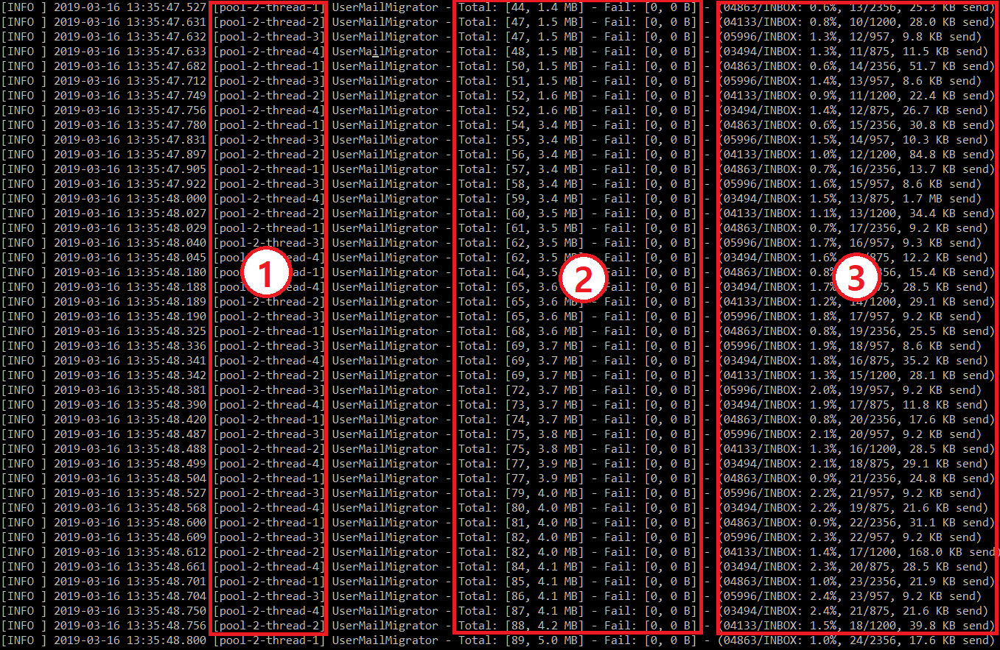 [INFO ] 2019-03-16 13:35:47.527 [pool-2-thread-1] UserMailMigrator - Total: [44, 1.4 MB] - Fail: [0, 0 B] - (04863/INBOX: 0.6%, 13/2356, 25.3 KB send)
[INFO ] 2019-03-16 13:35:47.631 [pool-2-thread-2] UserMailMigrator - Total: [47, 1.5 MB] - Fail: [0, 0 B] - (04133/INBOX: 0.8%, 10/1200, 28.0 KB send)
[INFO ] 2019-03-16 13:35:47.632 [pool-2-thread-3] UserMailMigrator - Total: [47, 1.5 MB] - Fail: [0, 0 B] - (05996/INBOX: 1.3%, 12/957, 9.8 KB send)
[INFO ] 2019-03-16 13:35:47.633 [pool-2-thread-4] UserMailMigrator - Total: [48, 1.5 MB] - Fail: [0, 0 B] - (03494/INBOX: 1.3%, 11/875, 11.5 KB send)
[INFO ] 2019-03-16 13:35:47.682 [pool-2-thread-1] UserMailMigrator - Total: [50, 1.5 MB] - Fail: [0, 0 B] - (04863/INBOX: 0.6%, 14/2356, 51.7 KB send)
[INFO ] 2019-03-16 13:35:47.712 [pool-2-thread-3] UserMailMigrator - Total: [51, 1.5 MB] - Fail: [0, 0 B] - (05996/INBOX: 1.4%, 13/957, 8.6 KB send)
[INFO ] 2019-03-16 13:35:47.749 [pool-2-thread-2] UserMailMigrator - Total: [52, 1.6 MB] - Fail: [0, 0 B] - (04133/INBOX: 0.9%, 11/1200, 22.4 KB send)
[INFO ] 2019-03-16 13:35:47.756 [pool-2-thread-4] UserMailMigrator - Total: [52, 1.6 MB] - Fail: [0, 0 B] - (03494/INBOX: 1.4%, 12/875, 26.7 KB send)
[INFO ] 2019-03-16 13:35:47.780 [pool-2-thread-1] UserMailMigrator - Total: [54, 3.4 MB] - Fail: [0, 0 B] - (04863/INBOX: 0.6%, 15/2356, 30.8 KB send)
[INFO ] 2019-03-16 13:35:47.831 [pool-2-thread-3] UserMailMigrator - Total: [55, 3.4 MB] - Fail: [0, 0 B] - (05996/INBOX: 1.5%, 14/957, 10.3 KB send)
[INFO ] 2019-03-16 13:35:47.897 [pool-2-thread-2] UserMailMigrator - Total: [56, 3.4 MB] - Fail: [0, 0 B] - (04133/INBOX: 1.0%, 12/1200, 84.8 KB send)
[INFO ] 2019-03-16 13:35:47.905 [pool-2-thread-1] UserMailMigrator - Total: [57, 3.4 MB] - Fail: [0, 0 B] - (04863/INBOX: 0.7%, 16/2356, 13.7 KB send)
[INFO ] 2019-03-16 13:35:47.922 [pool-2-thread-3] UserMailMigrator - Total: [58, 3.4 MB] - Fail: [0, 0 B] - (05996/INBOX: 1.6%, 15/957, 8.6 KB send)
[INFO ] 2019-03-16 13:35:48.000 [pool-2-thread-4] UserMailMigrator - Total: [59, 3.4 MB] - Fail: [0, 0 B] - (03494/INBOX: 1.5%, 13/875, 1.7 MB send)
[INFO ] 2019-03-16 13:35:48.027 [pool-2-thread-2] UserMailMigrator - Total: [60, 3.5 MB] - Fail: [0, 0 B] - (04133/INBOX: 1.1%, 13/1200, 34.4 KB send)
[INFO ] 2019-03-16 13:35:48.029 [pool-2-thread-1] UserMailMigrator - Total: [61, 3.5 MB] - Fail: [0, 0 B] - (04863/INBOX: 0.7%, 17/2356, 9.2 KB send)
[INFO ] 2019-03-16 13:35:48.040 [pool-2-thread-3] UserMailMigrator - Total: [62, 3.5 MB] - Fail: [0, 0 B] - (05996/INBOX: 1.7%, 16/957, 9.3 KB send)
[INFO ] 2019-03-16 13:35:48.045 [pool-4] UserMailMigrator - Total: [62, 3.5 MB] - Fail: [0, 0 B] - (03494/INBOX: 1.6%, /875, 12.2 KB send)
[INFO ] 2019-03-16 13:35:48.180 [pool 1 -1] UserMailMigrator - Total: [64, 3.5 2 - Fail: [0, 0 B] - (04863/INBOX: 0.8% 3 56, 15.4 KB send)
[INFO ] 2019-03-16 13:35:48.188 [pool -4] UserMailMigrator - Total: [65, 3.6 - Fail: [0, 0 B] - (03494/INBOX: 1.7% 5, 28.5 KB send)
[INFO ] 2019-03-16 13:35:48.189 [pool-2-thread-2] UserMailMigrator - Total: [65, 3.6 MB] - Fail: [0, 0 B] - (04133/INBOX: 1.2%, 14/1200, 29.1 KB send)
[INFO ] 2019-03-16 13:35:48.190 [pool-2-thread-3] UserMailMigrator - Total: [65, 3.6 MB] - Fail: [0, 0 B] - (05996/INBOX: 1.8%, 17/957, 9.2 KB send)
[INFO ] 2019-03-16 13:35:48.325 [pool-2-thread-1] UserMailMigrator - Total: [68, 3.6 MB] - Fail: [0, 0 B] - (04863/INBOX: 0.8%, 19/2356, 25.5 KB send)
[INFO ] 2019-03-16 13:35:48.336 [pool-2-thread-3] UserMailMigrator - Total: [69, 3.7 MB] - Fail: [0, 0 B] - (05996/INBOX: 1.9%, 18/957, 8.6 KB send)
[INFO ] 2019-03-16 13:35:48.341 [pool-2-thread-4] UserMailMigrator - Total: [69, 3.7 MB] - Fail: [0, 0 B] - (03494/INBOX: 1.8%, 16/875, 35.2 KB send)
[INFO ] 2019-03-16 13:35:48.342 [pool-2-thread-2] UserMailMigrator - Total: [69, 3.7 MB] - Fail: [0, 0 B] - (04133/INBOX: 1.3%, 15/1200, 28.1 KB send)
[INFO ] 2019-03-16 13:35:48.381 [pool-2-thread-3] UserMailMigrator - Total: [72, 3.7 MB] - Fail: [0, 0 B] - (05996/INBOX: 2.0%, 19/957, 9.2 KB send)
[INFO ] 2019-03-16 13:35:48.390 [pool-2-thread-4] UserMailMigrator - Total: [73, 3.7 MB] - Fail: [0, 0 B] - (03494/INBOX: 1.9%, 17/875, 11.8 KB send)
[INFO ] 2019-03-16 13:35:48.420 [pool-2-thread-1] UserMailMigrator - Total: [74, 3.7 MB] - Fail: [0, 0 B] - (04863/INBOX: 0.8%, 20/2356, 17.6 KB send)
[INFO ] 2019-03-16 13:35:48.487 [pool-2-thread-3] UserMailMigrator - Total: [75, 3.8 MB] - Fail: [0, 0 B] - (05996/INBOX: 2.1%, 20/957, 9.2 KB send)
[INFO ] 2019-03-16 13:35:48.488 [pool-2-thread-2] UserMailMigrator - Total: [75, 3.8 MB] - Fail: [0, 0 B] - (04133/INBOX: 1.3%, 16/1200, 28.5 KB send)
[INFO ] 2019-03-16 13:35:48.499 [pool-2-thread-4] UserMailMigrator - Total: [77, 3.9 MB] - Fail: [0, 0 B] - (03494/INBOX: 2.1%, 18/875, 29.1 KB send)
[INFO ] 2019-03-16 13:35:48.504 [pool-2-thread-1] UserMailMigrator - Total: [77, 3.9 MB] - Fail: [0, 0 B] - (04863/INBOX: 0.9%, 21/2356, 24.8 KB send)
[INFO ] 2019-03-16 13:35:48.527 [pool-2-thread-3] UserMailMigrator - Total: [79, 4.0 MB] - Fail: [0, 0 B] - (05996/INBOX: 2.2%, 21/957, 9.2 KB send)
[INFO ] 2019-03-16 13:35:48.568 [pool-2-thread-4] UserMailMigrator - Total: [80, 4.0 MB] - Fail: [0, 0 B] - (03494/INBOX: 2.2%, 19/875, 21.6 KB send)
[INFO ] 2019-03-16 13:35:48.600 [pool-2-thread-1] UserMailMigrator - Total: [81, 4.0 MB] - Fail: [0, 0 B] - (04863/INBOX: 0.9%, 22/2356, 31.1 KB send)
[INFO ] 2019-03-16 13:35:48.609 [pool-2-thread-3] UserMailMigrator - Total: [82, 4.0 MB] - Fail: [0, 0 B] - (05996/INBOX: 2.3%, 22/957, 9.2 KB send)
[INFO ] 2019-03-16 13:35:48.612 [pool-2-thread-2] UserMailMigrator - Total: [82, 4.0 MB] - Fail: [0, 0 B] - (04133/INBOX: 1.4%, 17/1200, 168.0 KB send)
[INFO ] 2019-03-16 13:35:48.661 [pool-2-thread-4] UserMailMigrator - Total: [84, 4.1 MB] - Fail: [0, 0 B] - (03494/INBOX: 2.3%, 20/875, 28.5 KB send)
[INFO ] 2019-03-16 13:35:48.701 [pool-2-thread-1] UserMailMigrator - Total: [85, 4.1 MB] - Fail: [0, 0 B] - (04863/INBOX: 1.0%, 23/2356, 21.9 KB send)
[INFO ] 2019-03-16 13:35:48.704 [pool-2-thread-3] UserMailMigrator - Total: [86, 4.1 MB] - Fail: [0, 0 B] - (05996/INBOX: 2.4%, 23/957, 9.2 KB send)
[INFO ] 2019-03-16 13:35:48.750 [pool-2-thread-4] UserMailMigrator - Total: [87, 4.1 MB] - Fail: [0, 0 B] - (03494/INBOX: 2.4%, 21/875, 21.6 KB send)
[INFO ] 2019-03-16 13:35:48.756 [pool-2-thread-2] UserMailMigrator - Total: [88, 4.2 MB] - Fail: [0, 0 B] - (04133/INBOX: 1.5%, 18/1200, 39.8 KB send)
[INFO ] 2019-03-16 13:35:48.800 [pool-2-thread-1] UserMailMigrator - Total: [89, 5.0 MB] - Fail: [0, 0 B] - (04863/INBOX: 1.0%, 24/2356, 17.6 KB send)